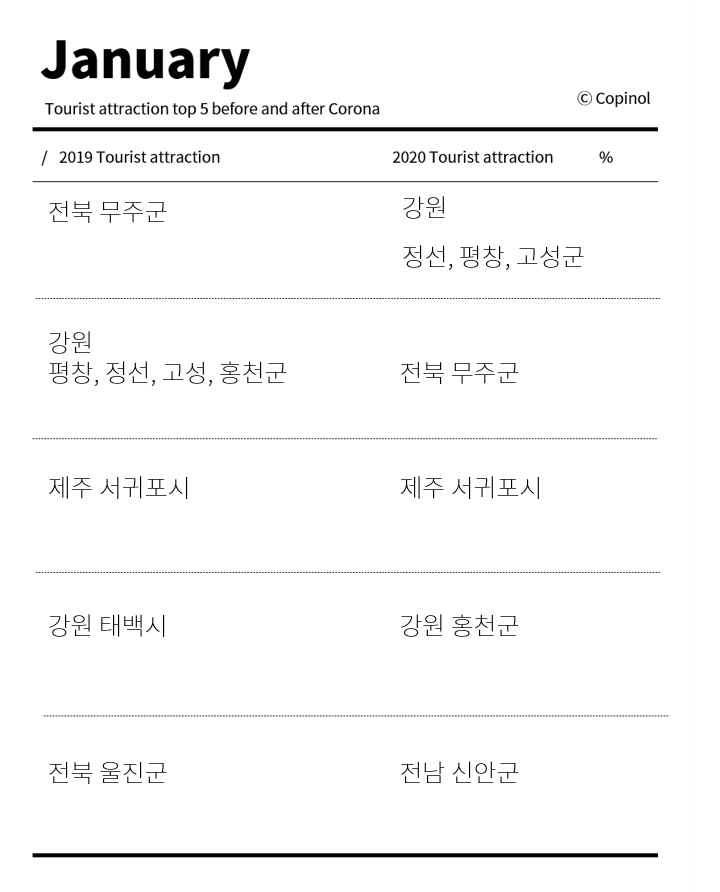 January
Tourist attraction top 5 before and after Corona
© Copinol
/ 2019 Tourist attraction 2020 Tourist attraction %
전북 무주군
강원
정선, 평창, 고성군
강원
평창, 정선, 고성, 홍천군
전북 무주군
제주 서귀포시
제주 서귀포시
강원 태백시
강원 홍천군
전북 울진군
전남 신안군